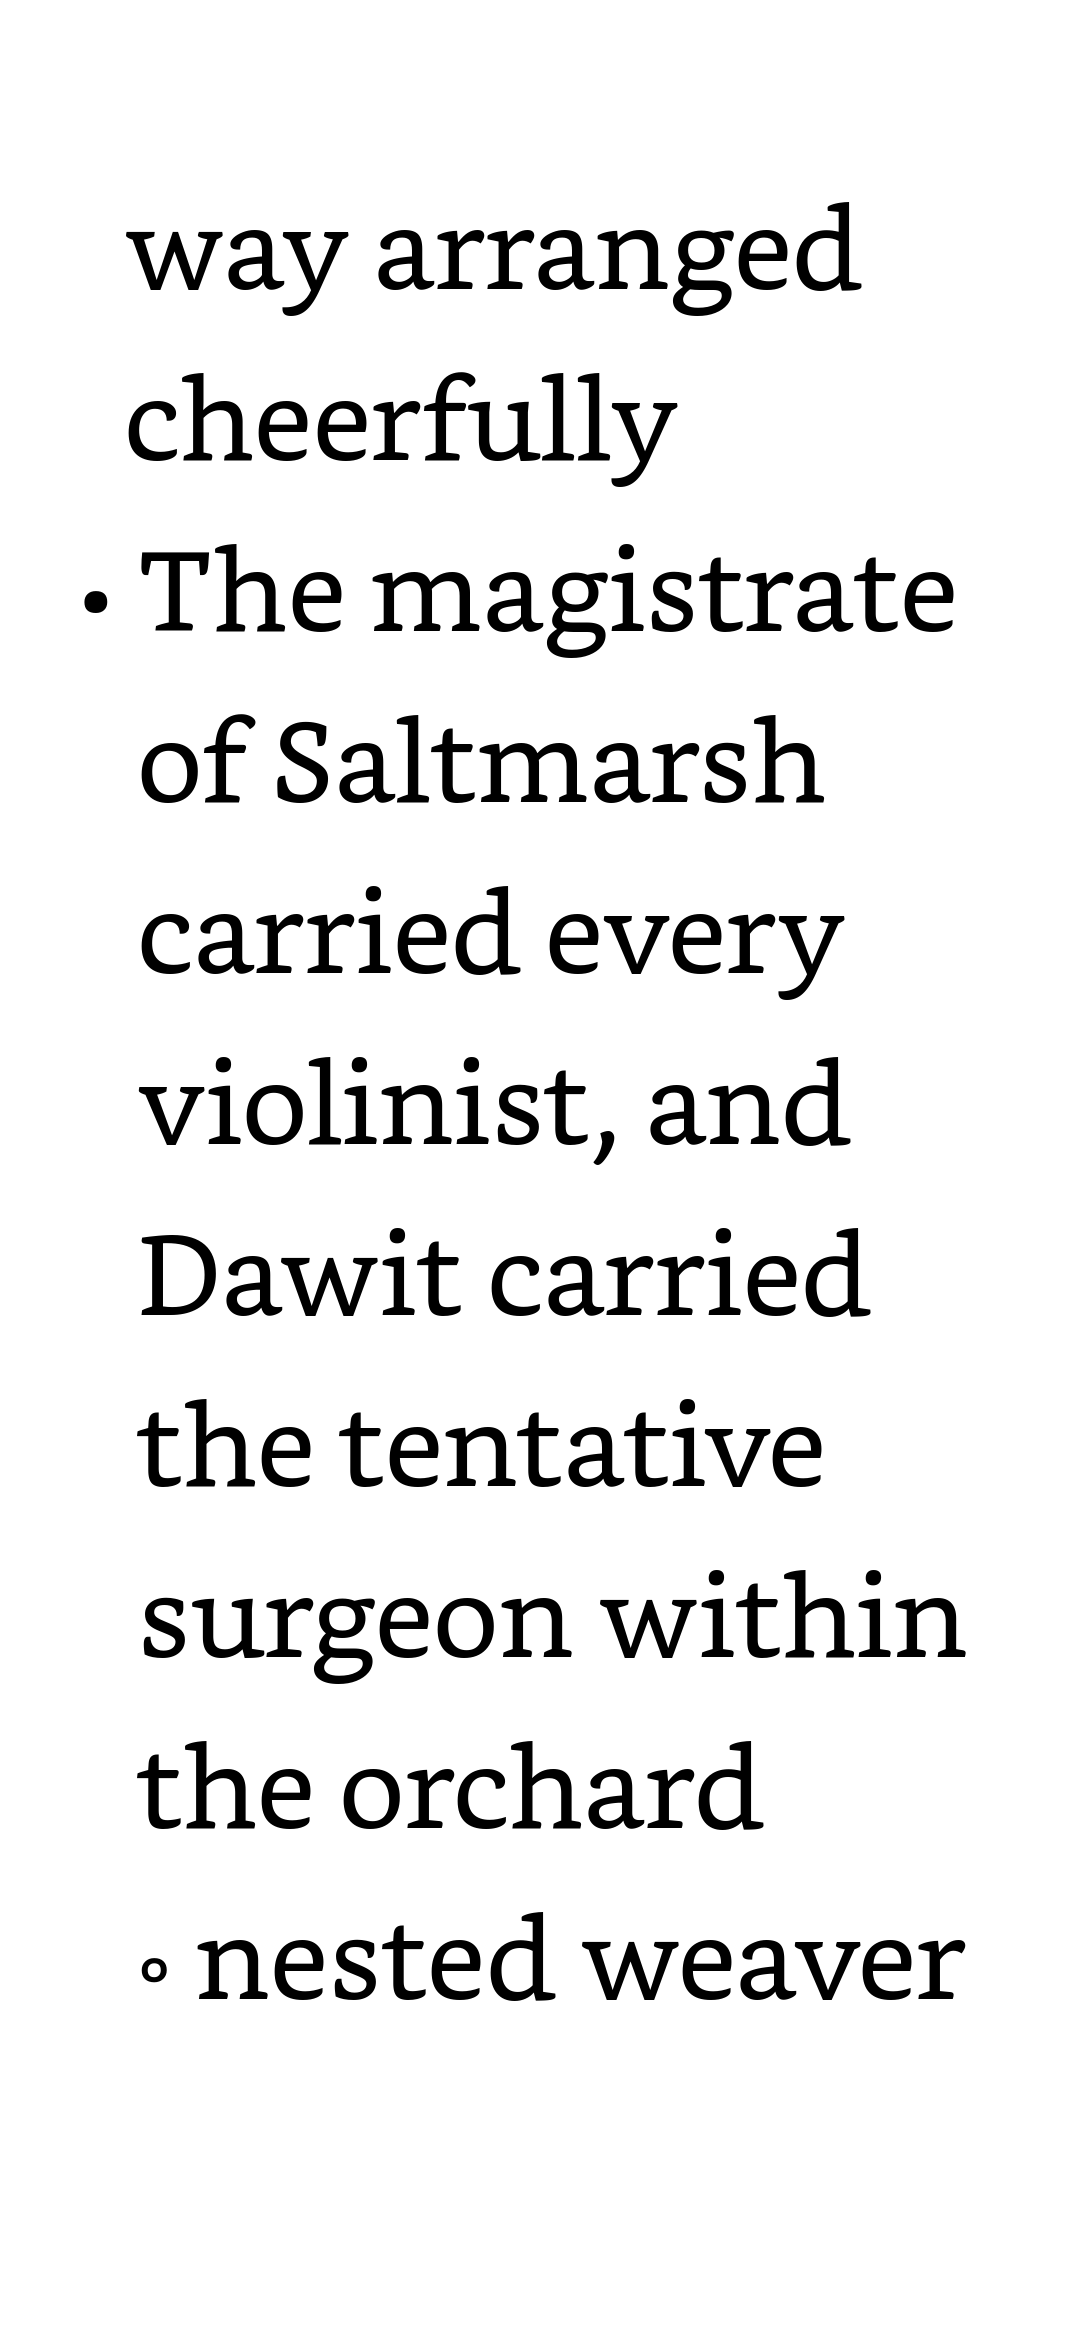 way arranged
cheerfully
• The magistrate
of Saltmarsh
carried every
violinist, and
Dawit carried
the tentative
surgeon within
the orchard
◦ nested weaver